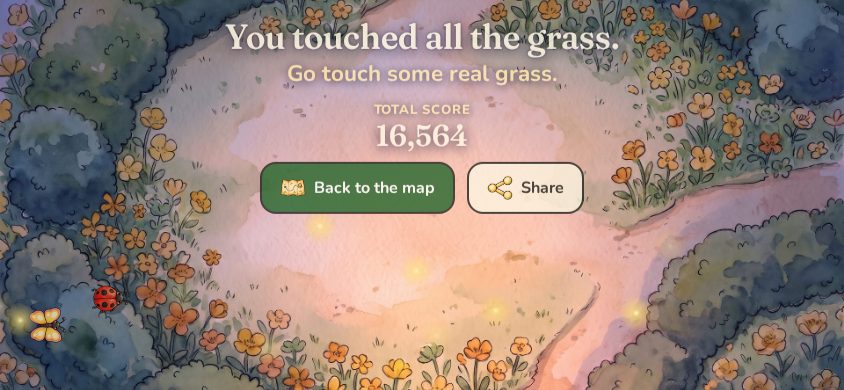 You touched all the grass.
Go touch some real grass.
TOTAL SCORE
16,564
Back to the map
Share